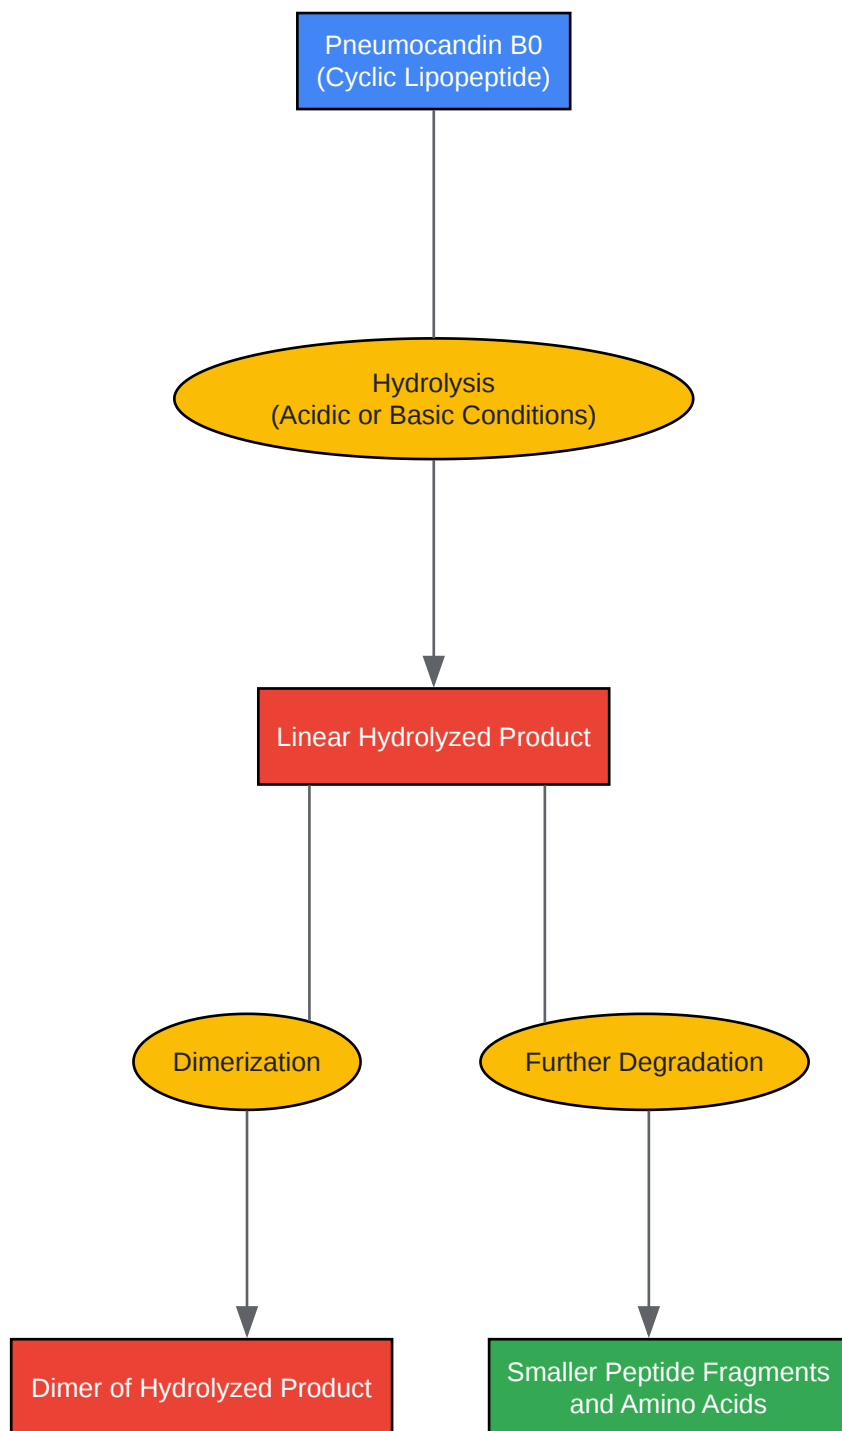 Pneumocandin B0
(Cyclic Lipopeptide)
Hydrolysis
(Acidic or Basic Conditions)
Linear Hydrolyzed Product
Dimerization
Further Degradation
Dimer of Hydrolyzed Product
Smaller Peptide Fragments
and Amino Acids